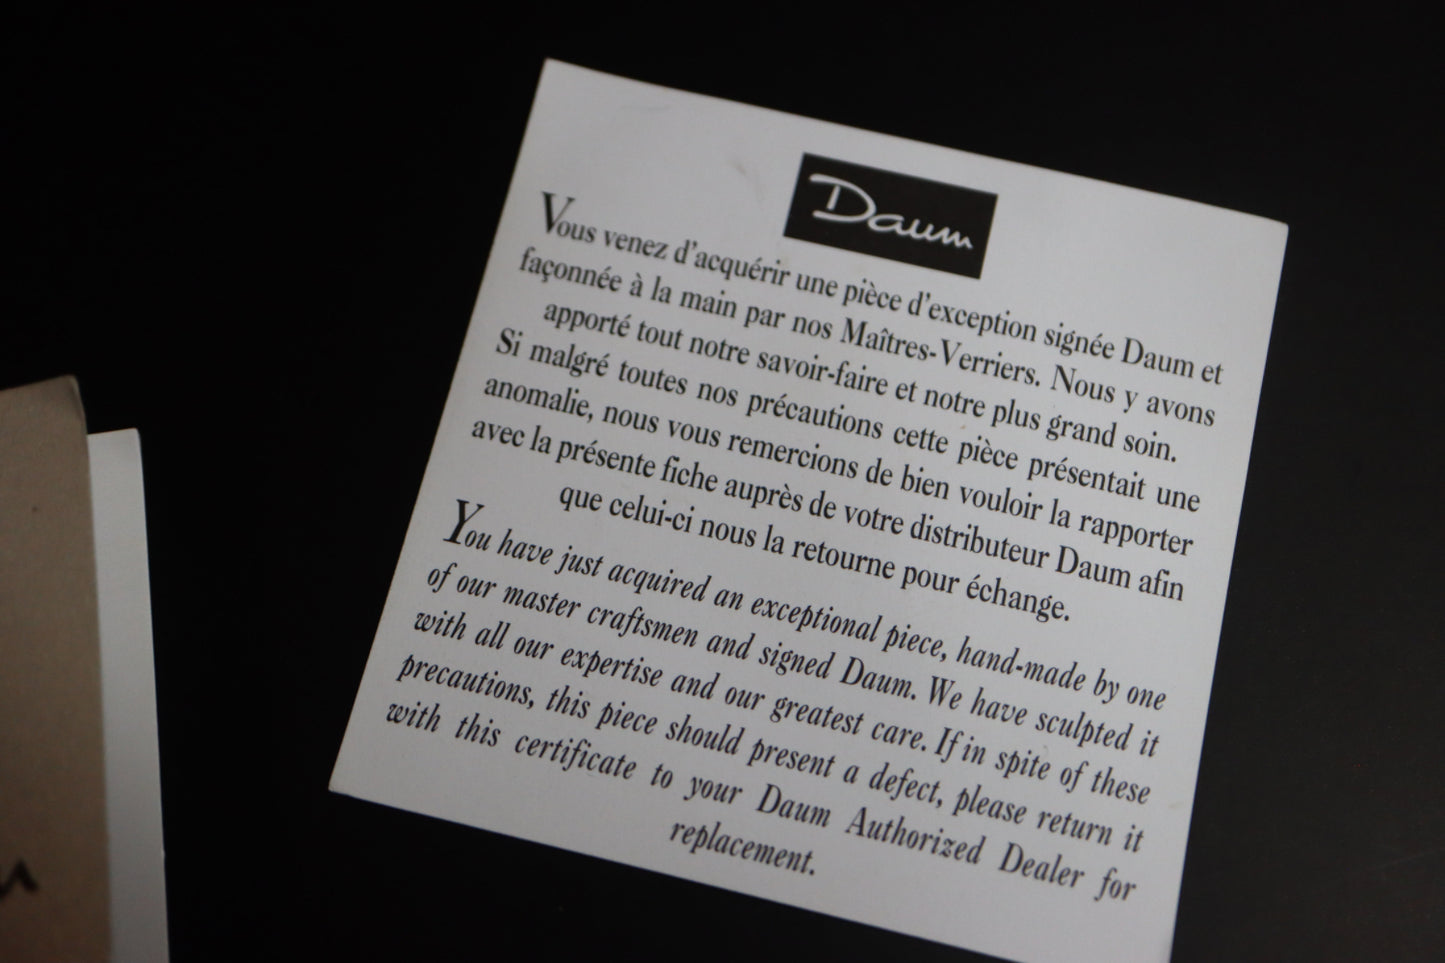 Daum
Vous venez d'acquérir une pièce d'exception signée Daum et
façonnée à la main par nos Maîtres-Verriers. Nous y avons
apporté tout notre savoir-faire et notre plus grand soin.
Si malgré toutes nos précautions cette pièce présentait une
anomalie, nous vous remercions de bien vouloir la rapporter
avec la présente fiche auprès de votre distributeur Daum afin
que celui-ci nous la retourne pour échange.
You have just acquired an exceptional piece, hand-made by one
of our master craftsmen and signed Daum. We have sculpted it
with all our expertise and our greatest care. If in spite of these
precautions, this piece should present a defect, please return it
with this certificate to your Daum Authorized Dealer for
replacement.